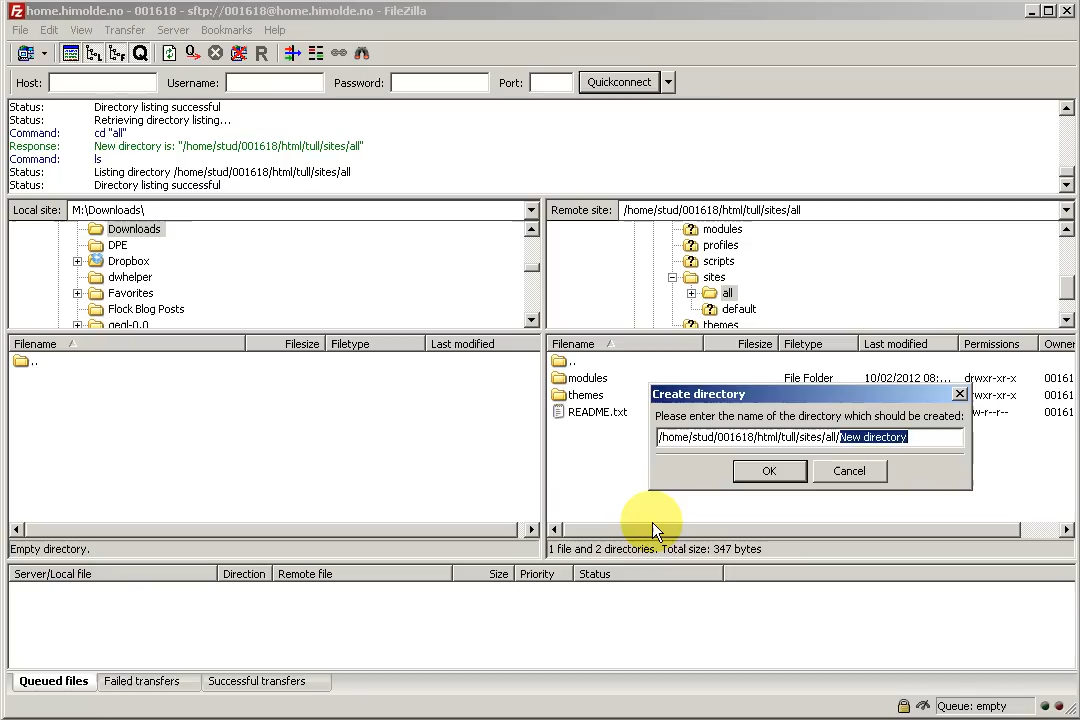 home.himolde.no - 001618 - sftp://001618@home.himolde.no - FileZilla
File Edit View Transfer Server Bookmarks Help
Host: Username: Password: Port: Quickconnect
Status: Directory listing successful
Status: Retrieving directory listing...
Command: cd "all"
Response: New directory is: "/home/stud/001618/html/tull/sites/all"
Command: ls
Status: Listing directory /home/stud/001618/html/tull/sites/all
Status: Directory listing successful
Local site: M:\Downloads\
Remote site: /home/stud/001618/html/tull/sites/all
Downloads
DPE
Dropbox
dwhelper
Favorites
Flock Blog Posts
gegl-0.0
modules
profiles
scripts
sites
all
default
themes
Filename Filesize Filetype Last modified
..
Filename Filesize Filetype Last modified Permissions Owner
..
modules File Folder 10/02/2012 08:... drwxr-xr-x 00161
themes wxr-xr-x 00161
README.txt w-r--r-- 00161
Create directory
Please enter the name of the directory which should be created:
/home/stud/001618/html/tull/sites/all/New directory
OK Cancel
Empty directory.
1 file and 2 directories. Total size: 347 bytes
Server/Local file Direction Remote file Size Priority Status
Queued files Failed transfers Successful transfers
Queue: empty